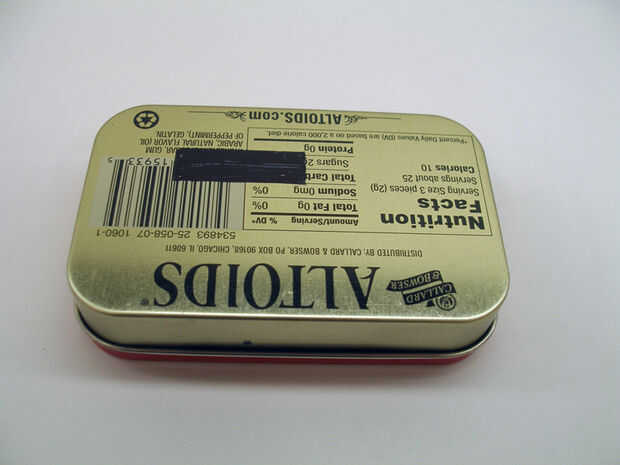 CALLARD
& BOWSER
ALTOIDS®
DISTRIBUTED BY: CALLARD & BOWSER, PO BOX 90168, CHICAGO, IL 60611
534893 25-058-07 1060-1
Nutrition
Facts
Serving Size 3 pieces (2g)
Servings about 25
Calories 10
*Percent Daily Values (DV) are based on a 2,000 calorie diet.
Amount/Serving % DV*
Total Fat 0g 0%
Sodium 0mg 0%
Total Carb
Sugars 2g
Protein 0g
15933
GUM
ARABIC, NATURAL FLAVOR (OIL
OF PEPPERMINT), GELATIN.
ALTOIDS.com